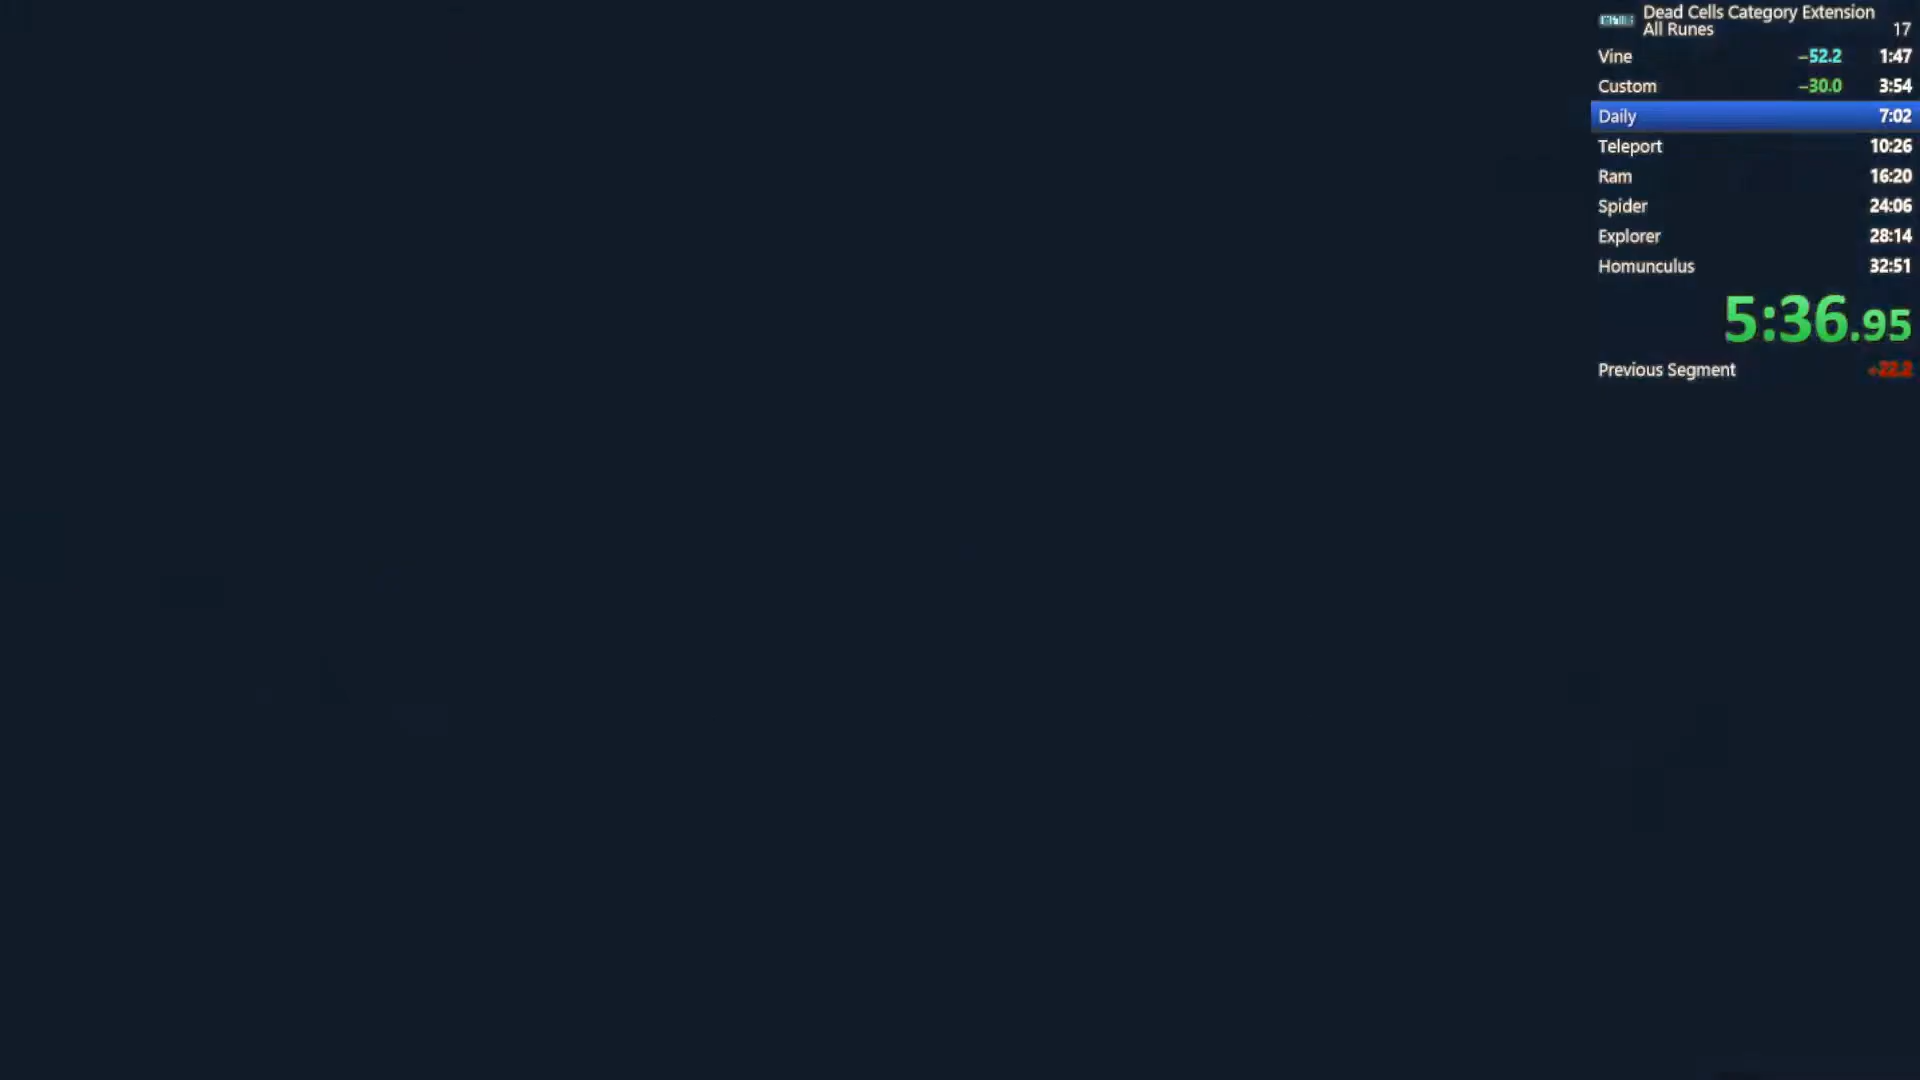 Dead Cells Category Extension
All Runes 17
Vine −52.2 1:47
Custom −30.0 3:54
Daily 7:02
Teleport 10:26
Ram 16:20
Spider 24:06
Explorer 28:14
Homunculus 32:51
5:36.95
Previous Segment +22.2